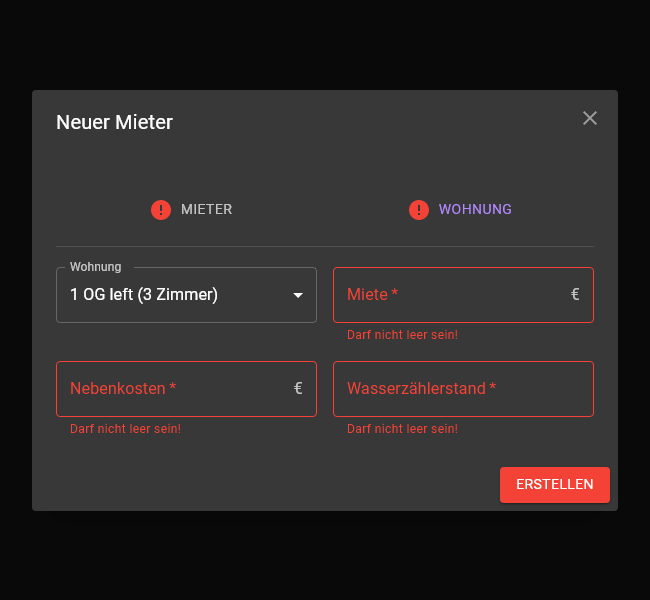 Neuer Mieter
MIETER
WOHNUNG
Wohnung
1 OG left (3 Zimmer)
Miete *
€
Darf nicht leer sein!
Nebenkosten *
€
Wasserzählerstand *
Darf nicht leer sein!
Darf nicht leer sein!
ERSTELLEN